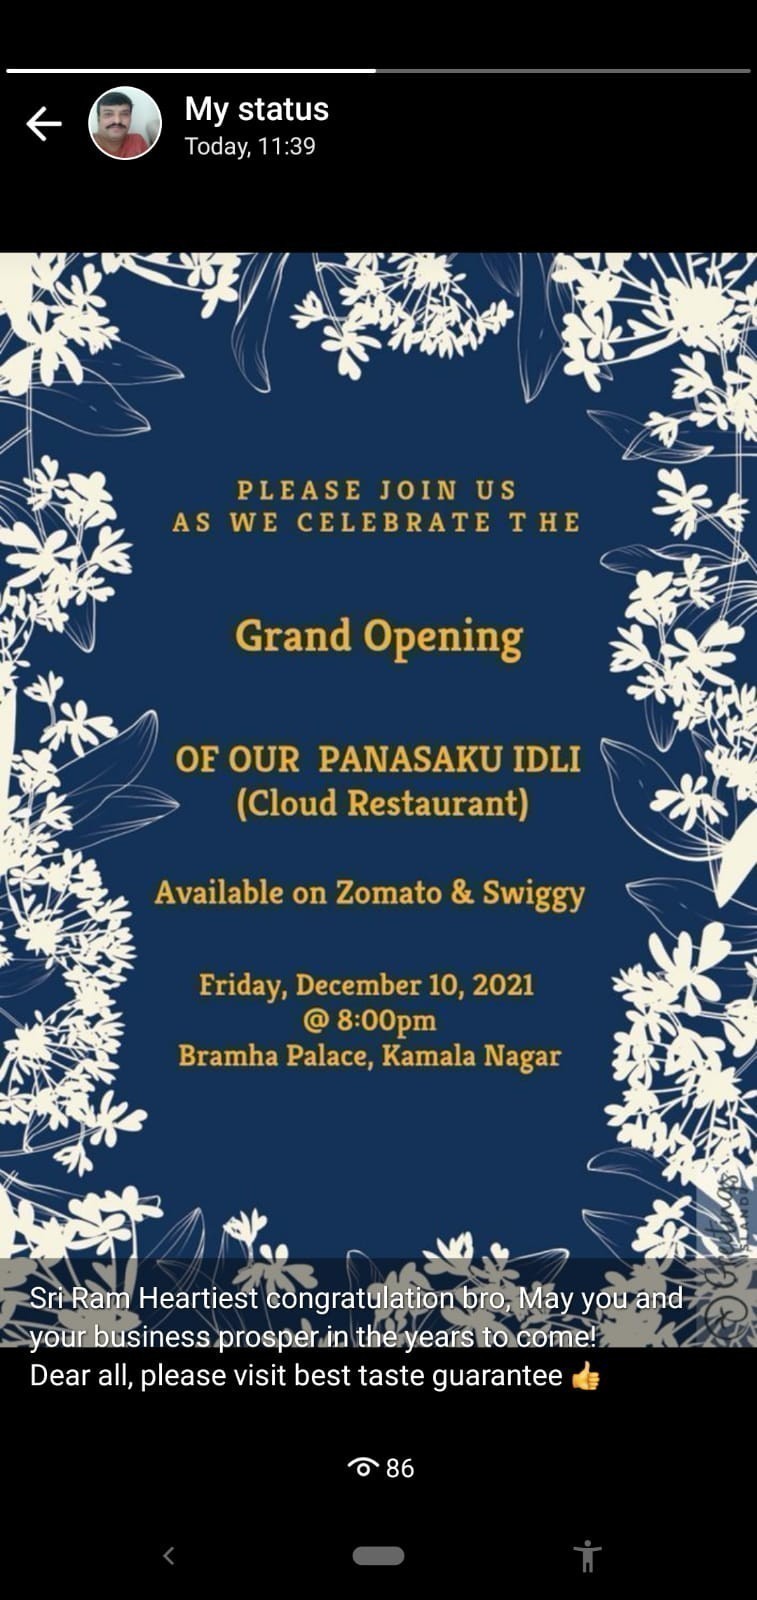 My status
Today, 11:39
PLEASE JOIN US
AS WE CELEBRATE THE
Grand Opening
OF OUR PANASAKU IDLI
(Cloud Restaurant)
Available on Zomato & Swiggy
Friday, December 10, 2021
@ 8:00pm
Bramha Palace, Kamala Nagar
Greetings
ISLAND
Sri Ram Heartiest congratulation bro, May you and
your business prosper in the years to come!
Dear all, please visit best taste guarantee 👍
86